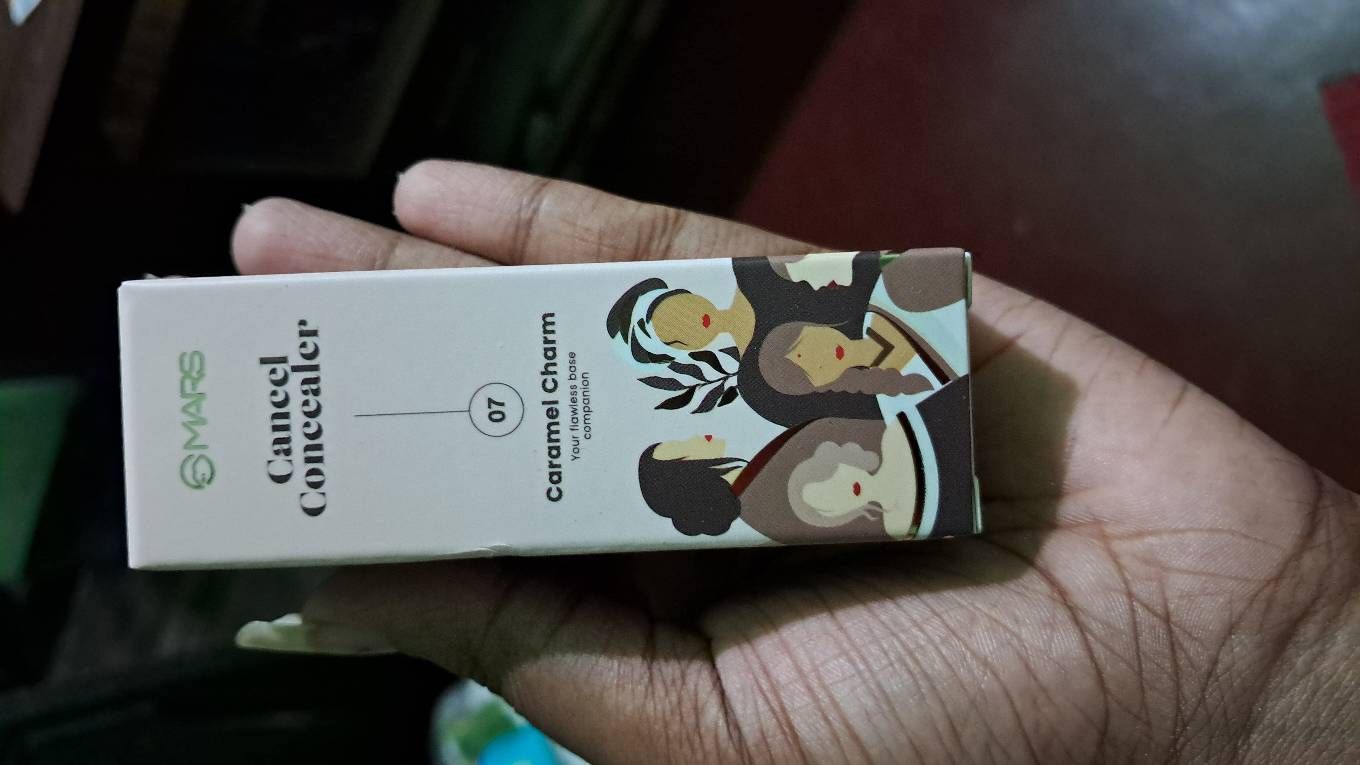 MARS
Cancel
Concealer
07
Caramel Charm
Your flawless base
companion